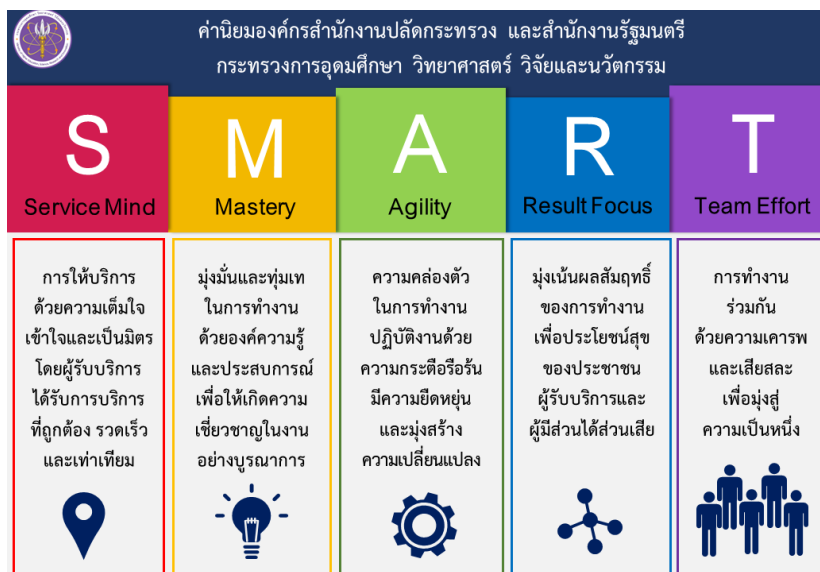 ค่านิยมองค์กรสำนักงานปลัดกระทรวง และสำนักงานรัฐมนตรี
กระทรวงการอุดมศึกษา วิทยาศาสตร์ วิจัยและนวัตกรรม
S
Service Mind
การให้บริการ
ด้วยความเต็มใจ
เข้าใจและเป็นมิตร
โดยผู้รับบริการ
ได้รับการบริการ
ที่ถูกต้อง รวดเร็ว
และเท่าเทียม
M
Mastery
มุ่งมั่นและทุ่มเท
ในการทำงาน
ด้วยองค์ความรู้
และประสบการณ์
เพื่อให้เกิดความ
เชี่ยวชาญในงาน
อย่างบูรณาการ
A
Agility
ความคล่องตัว
ในการทำงาน
ปฏิบัติงานด้วย
ความกระตือรือร้น
มีความยืดหยุ่น
และมุ่งสร้าง
ความเปลี่ยนแปลง
R
Result Focus
มุ่งเน้นผลสัมฤทธิ์
ของการทำงาน
เพื่อประโยชน์สุข
ของประชาชน
ผู้รับบริการและ
ผู้มีส่วนได้ส่วนเสีย
T
Team Effort
การทำงาน
ร่วมกัน
ด้วยความเคารพ
และเสียสละ
เพื่อมุ่งสู่
ความเป็นหนึ่ง